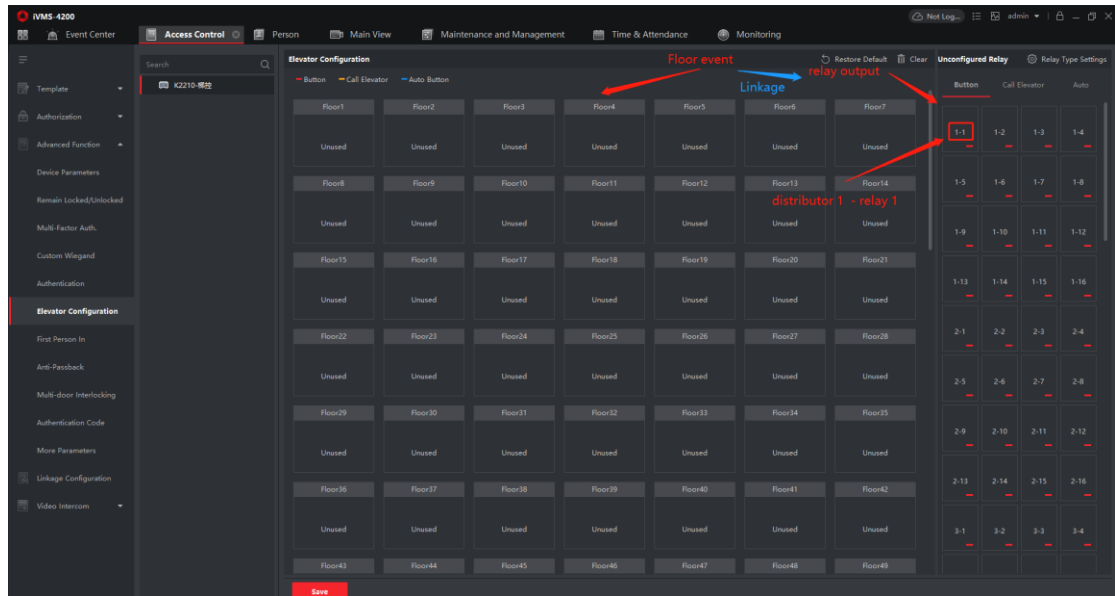 iVMS-4200
Not Log... admin
Event Center Access Control Person Main View Maintenance and Management Time & Attendance Monitoring
Search
K2210-梯控
Template
Authorization
Advanced Function
Device Parameters
Remain Locked/Unlocked
Multi-Factor Auth.
Custom Wiegand
Authentication
Elevator Configuration
First Person In
Anti-Passback
Multi-door Interlocking
Authentication Code
More Parameters
Linkage Configuration
Video Intercom
Elevator Configuration
Restore Default Clear
Button Call Elevator Auto Button
Floor event
Linkage
relay output
distributor 1 - relay 1
Floor1 Floor2 Floor3 Floor4 Floor5 Floor6 Floor7
Unused Unused Unused Unused Unused Unused Unused
Floor8 Floor9 Floor10 Floor11 Floor12 Floor13 Floor14
Unused Unused Unused Unused Unused Unused Unused
Floor15 Floor16 Floor17 Floor18 Floor19 Floor20 Floor21
Unused Unused Unused Unused Unused Unused Unused
Floor22 Floor23 Floor24 Floor25 Floor26 Floor27 Floor28
Unused Unused Unused Unused Unused Unused Unused
Floor29 Floor30 Floor31 Floor32 Floor33 Floor34 Floor35
Unused Unused Unused Unused Unused Unused Unused
Floor36 Floor37 Floor38 Floor39 Floor40 Floor41 Floor42
Unused Unused Unused Unused Unused Unused Unused
Floor43 Floor44 Floor45 Floor46 Floor47 Floor48 Floor49
Save
Unconfigured Relay Relay Type Settings
Button Call Elevator Auto
1-1 1-2 1-3 1-4
1-5 1-6 1-7 1-8
1-9 1-10 1-11 1-12
1-13 1-14 1-15 1-16
2-1 2-2 2-3 2-4
2-5 2-6 2-7 2-8
2-9 2-10 2-11 2-12
2-13 2-14 2-15 2-16
3-1 3-2 3-3 3-4